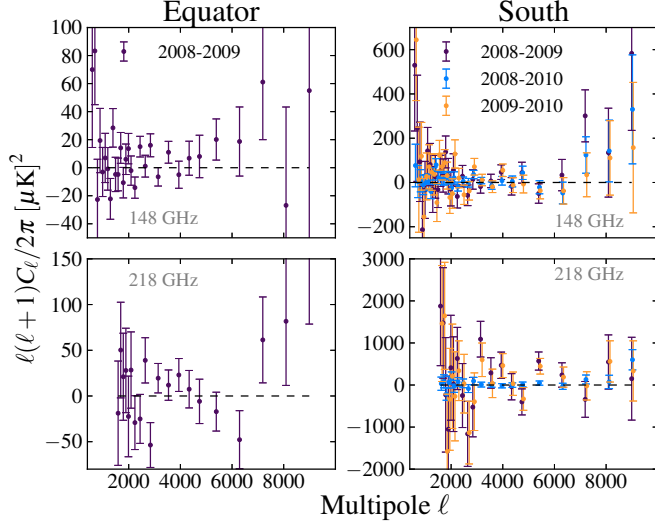 Equator
South
ℓ(ℓ+1)Cℓ/2π [μK]²
100
80
60
40
20
0
−20
−40
2008-2009
148 GHz
600
400
200
0
−200
2008-2009
2008-2010
2009-2010
148 GHz
150
100
50
0
−50
218 GHz
2000 4000 6000 8000
3000
2000
1000
0
−1000
−2000
218 GHz
2000 4000 6000 8000
Multipole ℓ